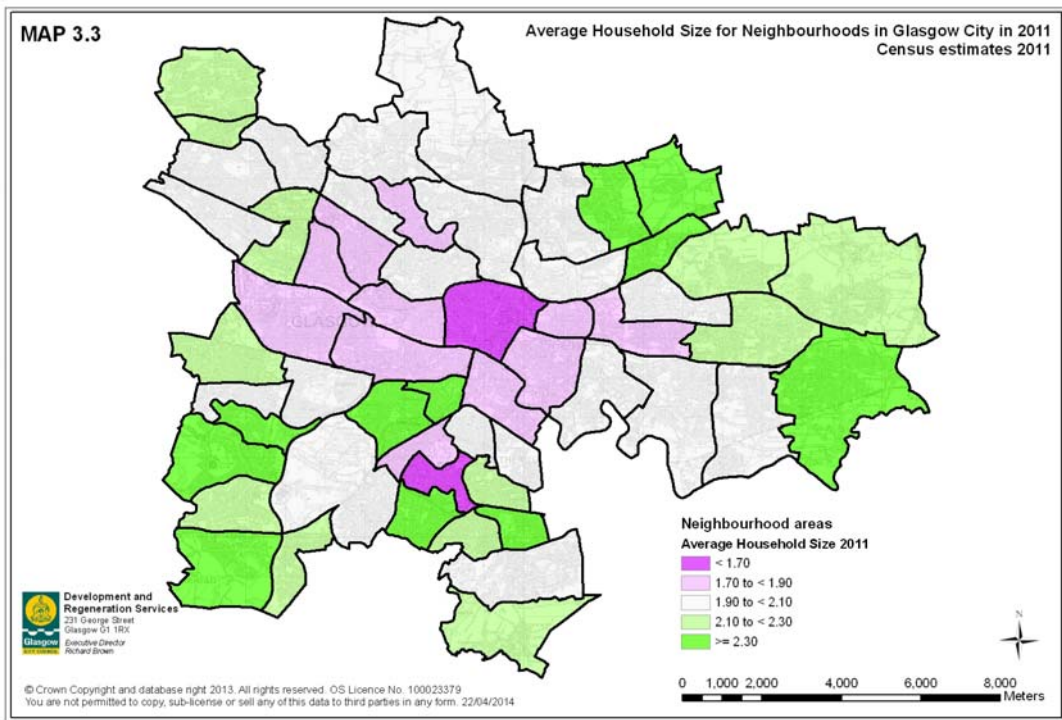 MAP 3.3
Average Household Size for Neighbourhoods in Glasgow City in 2011
Census estimates 2011
Neighbourhood areas
Average Household Size 2011
< 1.70
1.70 to < 1.90
1.90 to < 2.10
2.10 to < 2.30
>= 2.30
Development and
Regeneration Services
231 George Street
Glasgow G1 1RX
Executive Director
Richard Brown
Glasgow
CITY COUNCIL
N
© Crown Copyright and database right 2013. All rights reserved. OS Licence No. 100023379
You are not permitted to copy, sub-license or sell any of this data to third parties in any form. 22/04/2014
0 1,000 2,000 4,000 6,000 8,000
Meters